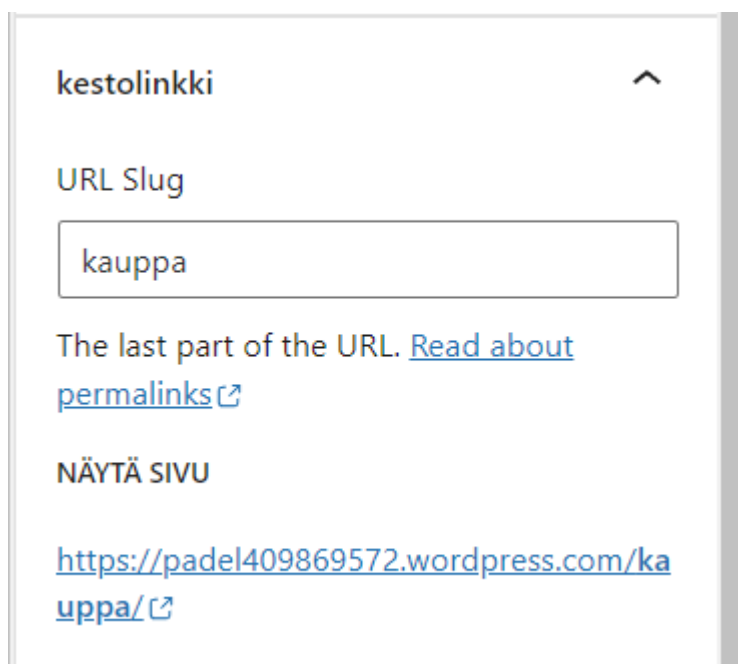 kestolinkki
URL Slug
kauppa
The last part of the URL. Read about
permalinks
NÄYTÄ SIVU
https://padel409869572.wordpress.com/ka
uppa/